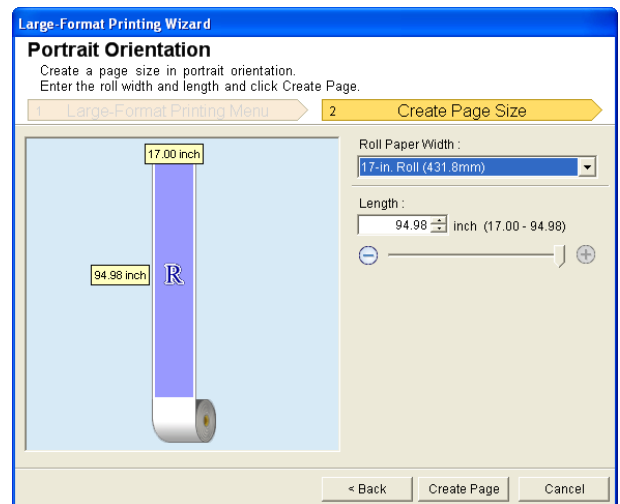 Large-Format Printing Wizard
Portrait Orientation
Create a page size in portrait orientation.
Enter the roll width and length and click Create Page.
1 Large-Format Printing Menu
2 Create Page Size
17.00 inch
94.98 inch
R
Roll Paper Width :
17-in. Roll (431.8mm)
Length :
94.98 inch (17.00 - 94.98)
< Back
Create Page
Cancel